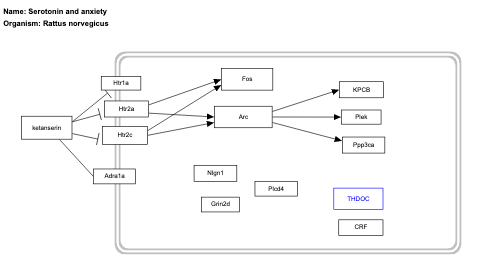 Name: Serotonin and anxiety
Organism: Rattus norvegicus
Htr1a
Fos
KPCB
Htr2a
Arc
Plek
ketanserin
Htr2c
Ppp3ca
Adra1a
Nlgn1
Plcd4
THDOC
Grin2d
CRF